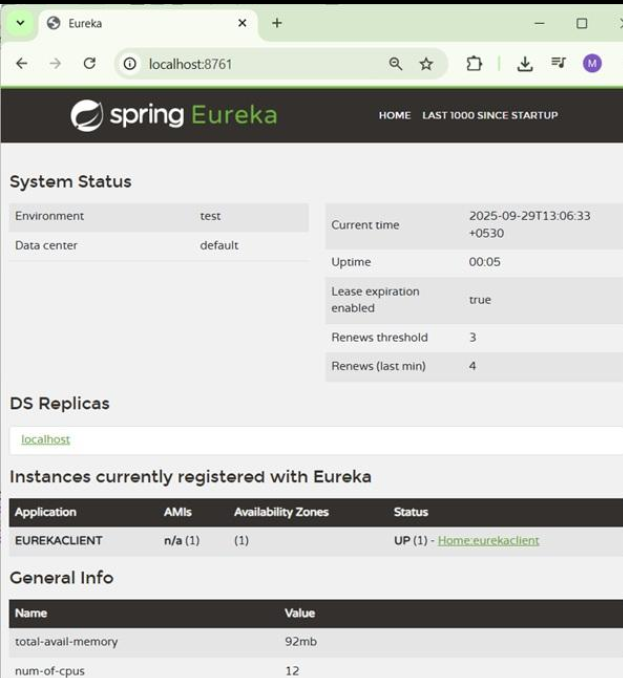 Eureka
localhost:8761
M
spring Eureka
HOME LAST 1000 SINCE STARTUP
System Status
Environment test
Data center default
Current time 2025-09-29T13:06:33 +0530
Uptime 00:05
Lease expiration enabled true
Renews threshold 3
Renews (last min) 4
DS Replicas
localhost
Instances currently registered with Eureka
Application AMIs Availability Zones Status
EUREKACLIENT n/a (1) (1) UP (1) - Home:eurekaclient
General Info
Name Value
total-avail-memory 92mb
num-of-cpus 12